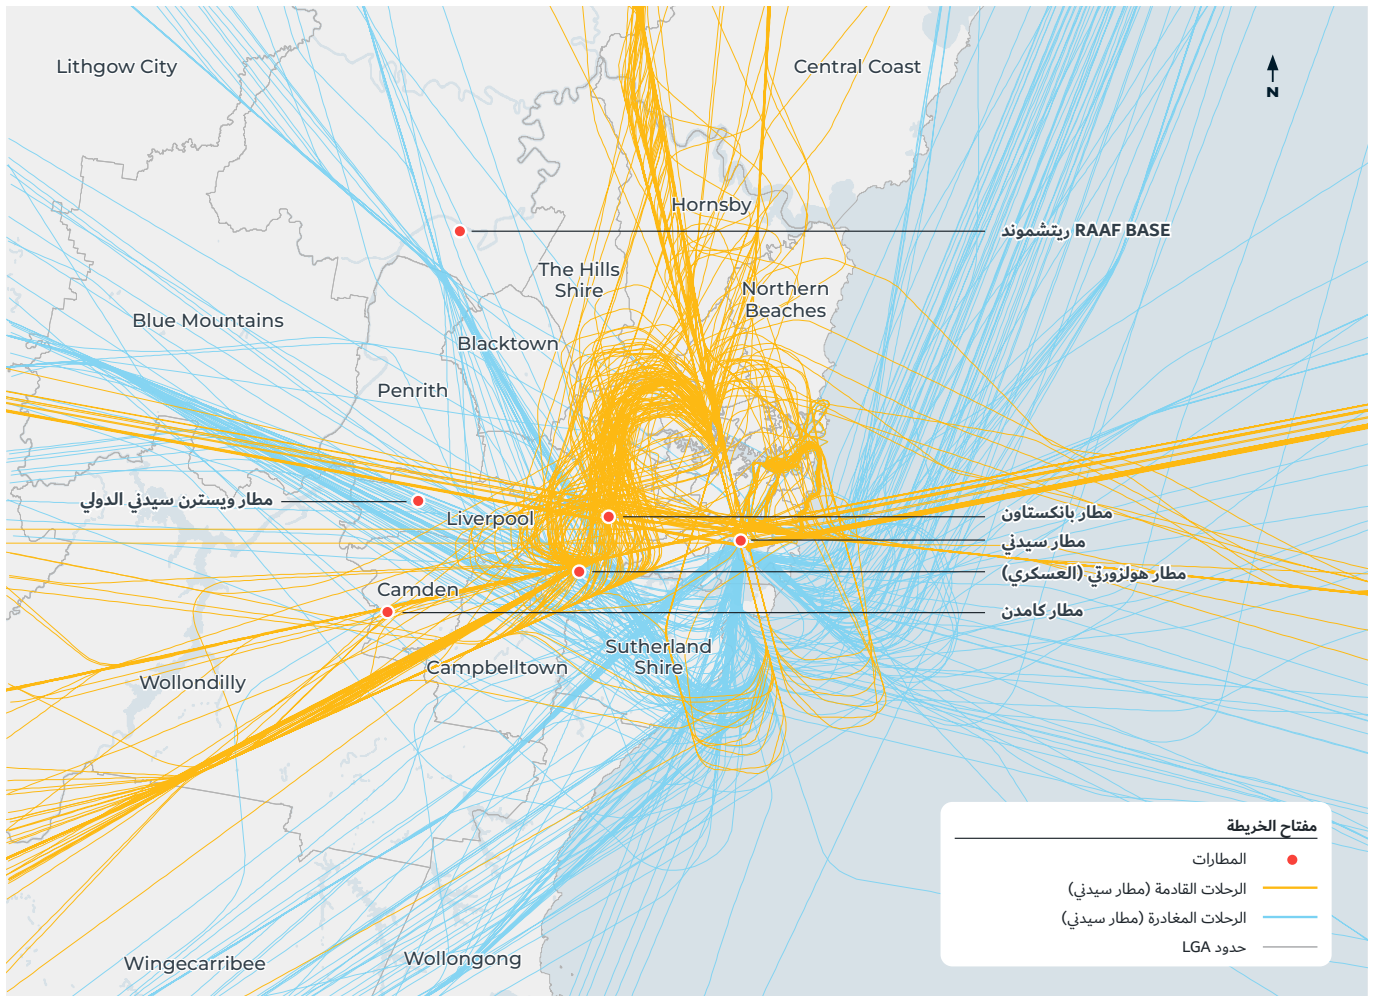 Lithgow City
Central Coast
N
Hornsby
RAAF BASE ريتشموند
The Hills
Shire
Northern
Beaches
Blue Mountains
Blacktown
Penrith
مطار ويسترن سيدني الدولي
Liverpool
مطار بانكستاون
مطار سيدني
مطار هولزورثي (العسكري)
Camden
مطار كامدن
Sutherland
Shire
Campbelltown
Wollondilly
مفتاح الخريطة
المطارات
الرحلات القادمة (مطار سيدني)
الرحلات المغادرة (مطار سيدني)
حدود LGA
Wingecarribee
Wollongong